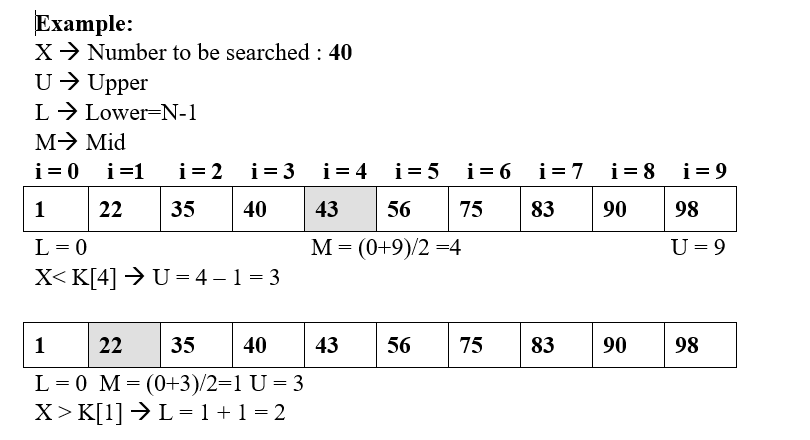 Example:
X → Number to be searched : 40
U → Upper
L → Lower=N-1
M→ Mid
i = 0 i =1 i = 2 i = 3 i = 4 i = 5 i = 6 i = 7 i = 8 i = 9
1 22 35 40 43 56 75 83 90 98
L = 0 M = (0+9)/2 =4 U = 9
X< K[4] → U = 4 – 1 = 3
1 22 35 40 43 56 75 83 90 98
L = 0 M = (0+3)/2=1 U = 3
X > K[1] → L = 1 + 1 = 2